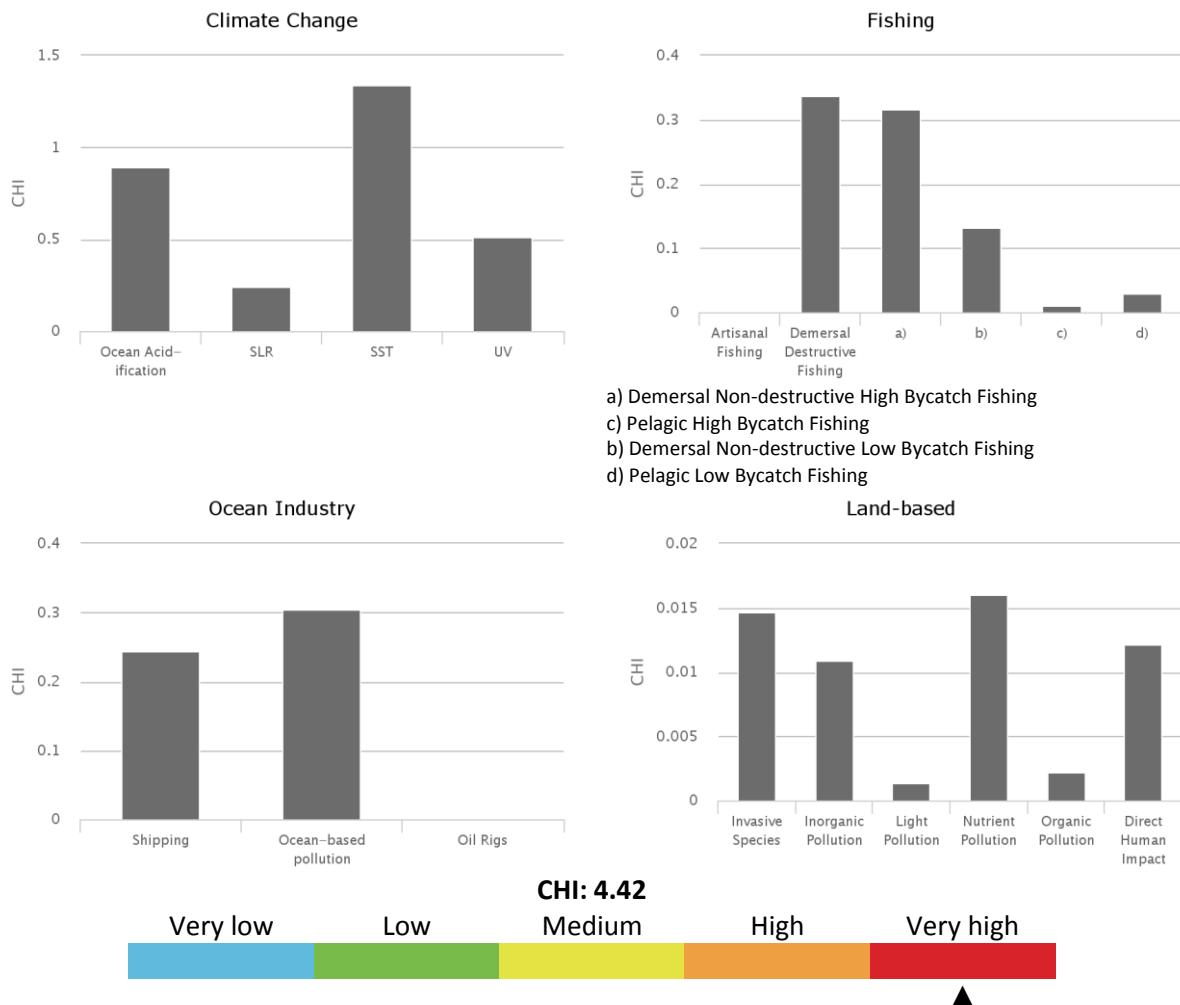 Climate Change
1.5
1
0.5
0
CHI
Ocean Acid-
ification
SLR
SST
UV
Fishing
0.4
0.3
0.2
0.1
0
CHI
Artisanal
Fishing
Demersal
Destructive
Fishing
a)
b)
c)
d)
a) Demersal Non-destructive High Bycatch Fishing
c) Pelagic High Bycatch Fishing
b) Demersal Non-destructive Low Bycatch Fishing
d) Pelagic Low Bycatch Fishing
Ocean Industry
0.4
0.3
0.2
0.1
0
CHI
Shipping
Ocean-based
pollution
Oil Rigs
Land-based
0.02
0.015
0.01
0.005
0
CHI
Invasive
Species
Inorganic
Pollution
Light
Pollution
Nutrient
Pollution
Organic
Pollution
Direct
Human
Impact
CHI: 4.42
Very low Low Medium High Very high